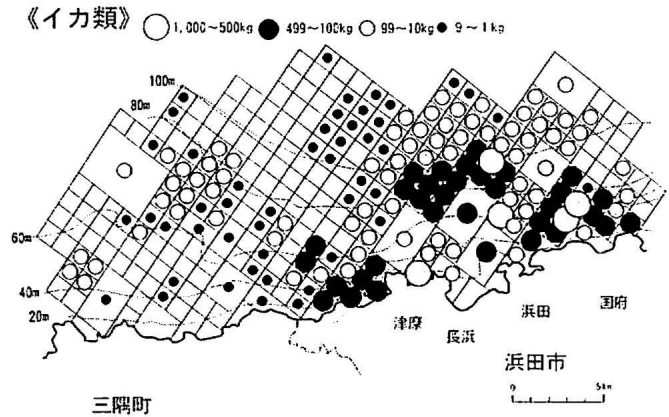 《イカ類》 1,000～500kg 499～100kg 99～10kg 9～1kg
100m
80m
60m
40m
20m
津摩
長浜
浜田
国府
浜田市
三隅町
0 5km